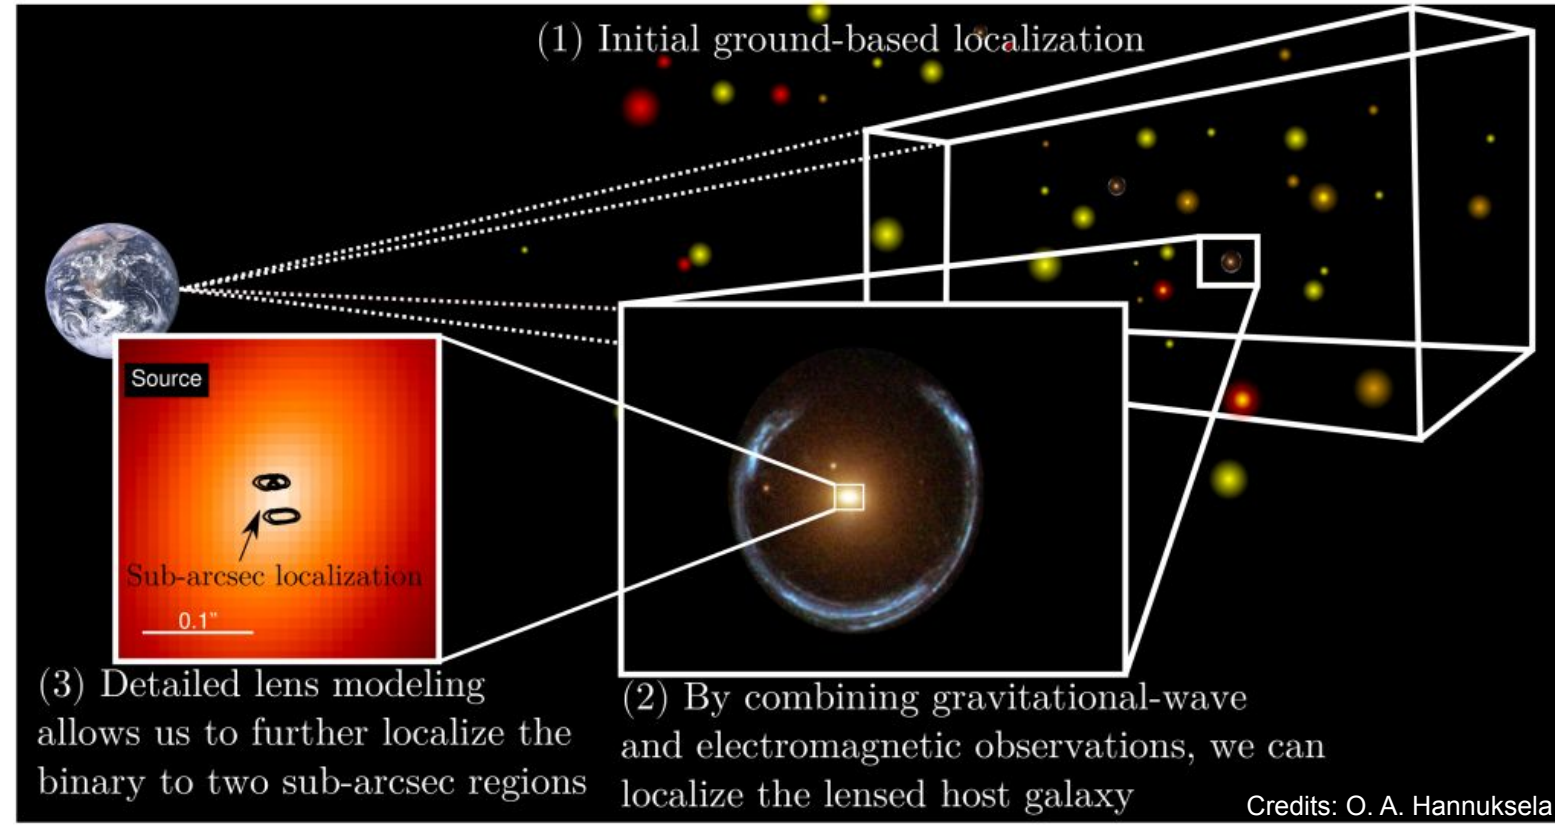 (1) Initial ground-based localization
Source
Sub-arcsec localization
0.1"
(3) Detailed lens modeling
allows us to further localize the
binary to two sub-arcsec regions
(2) By combining gravitational-wave
and electromagnetic observations, we can
localize the lensed host galaxy
Credits: O. A. Hannuksela